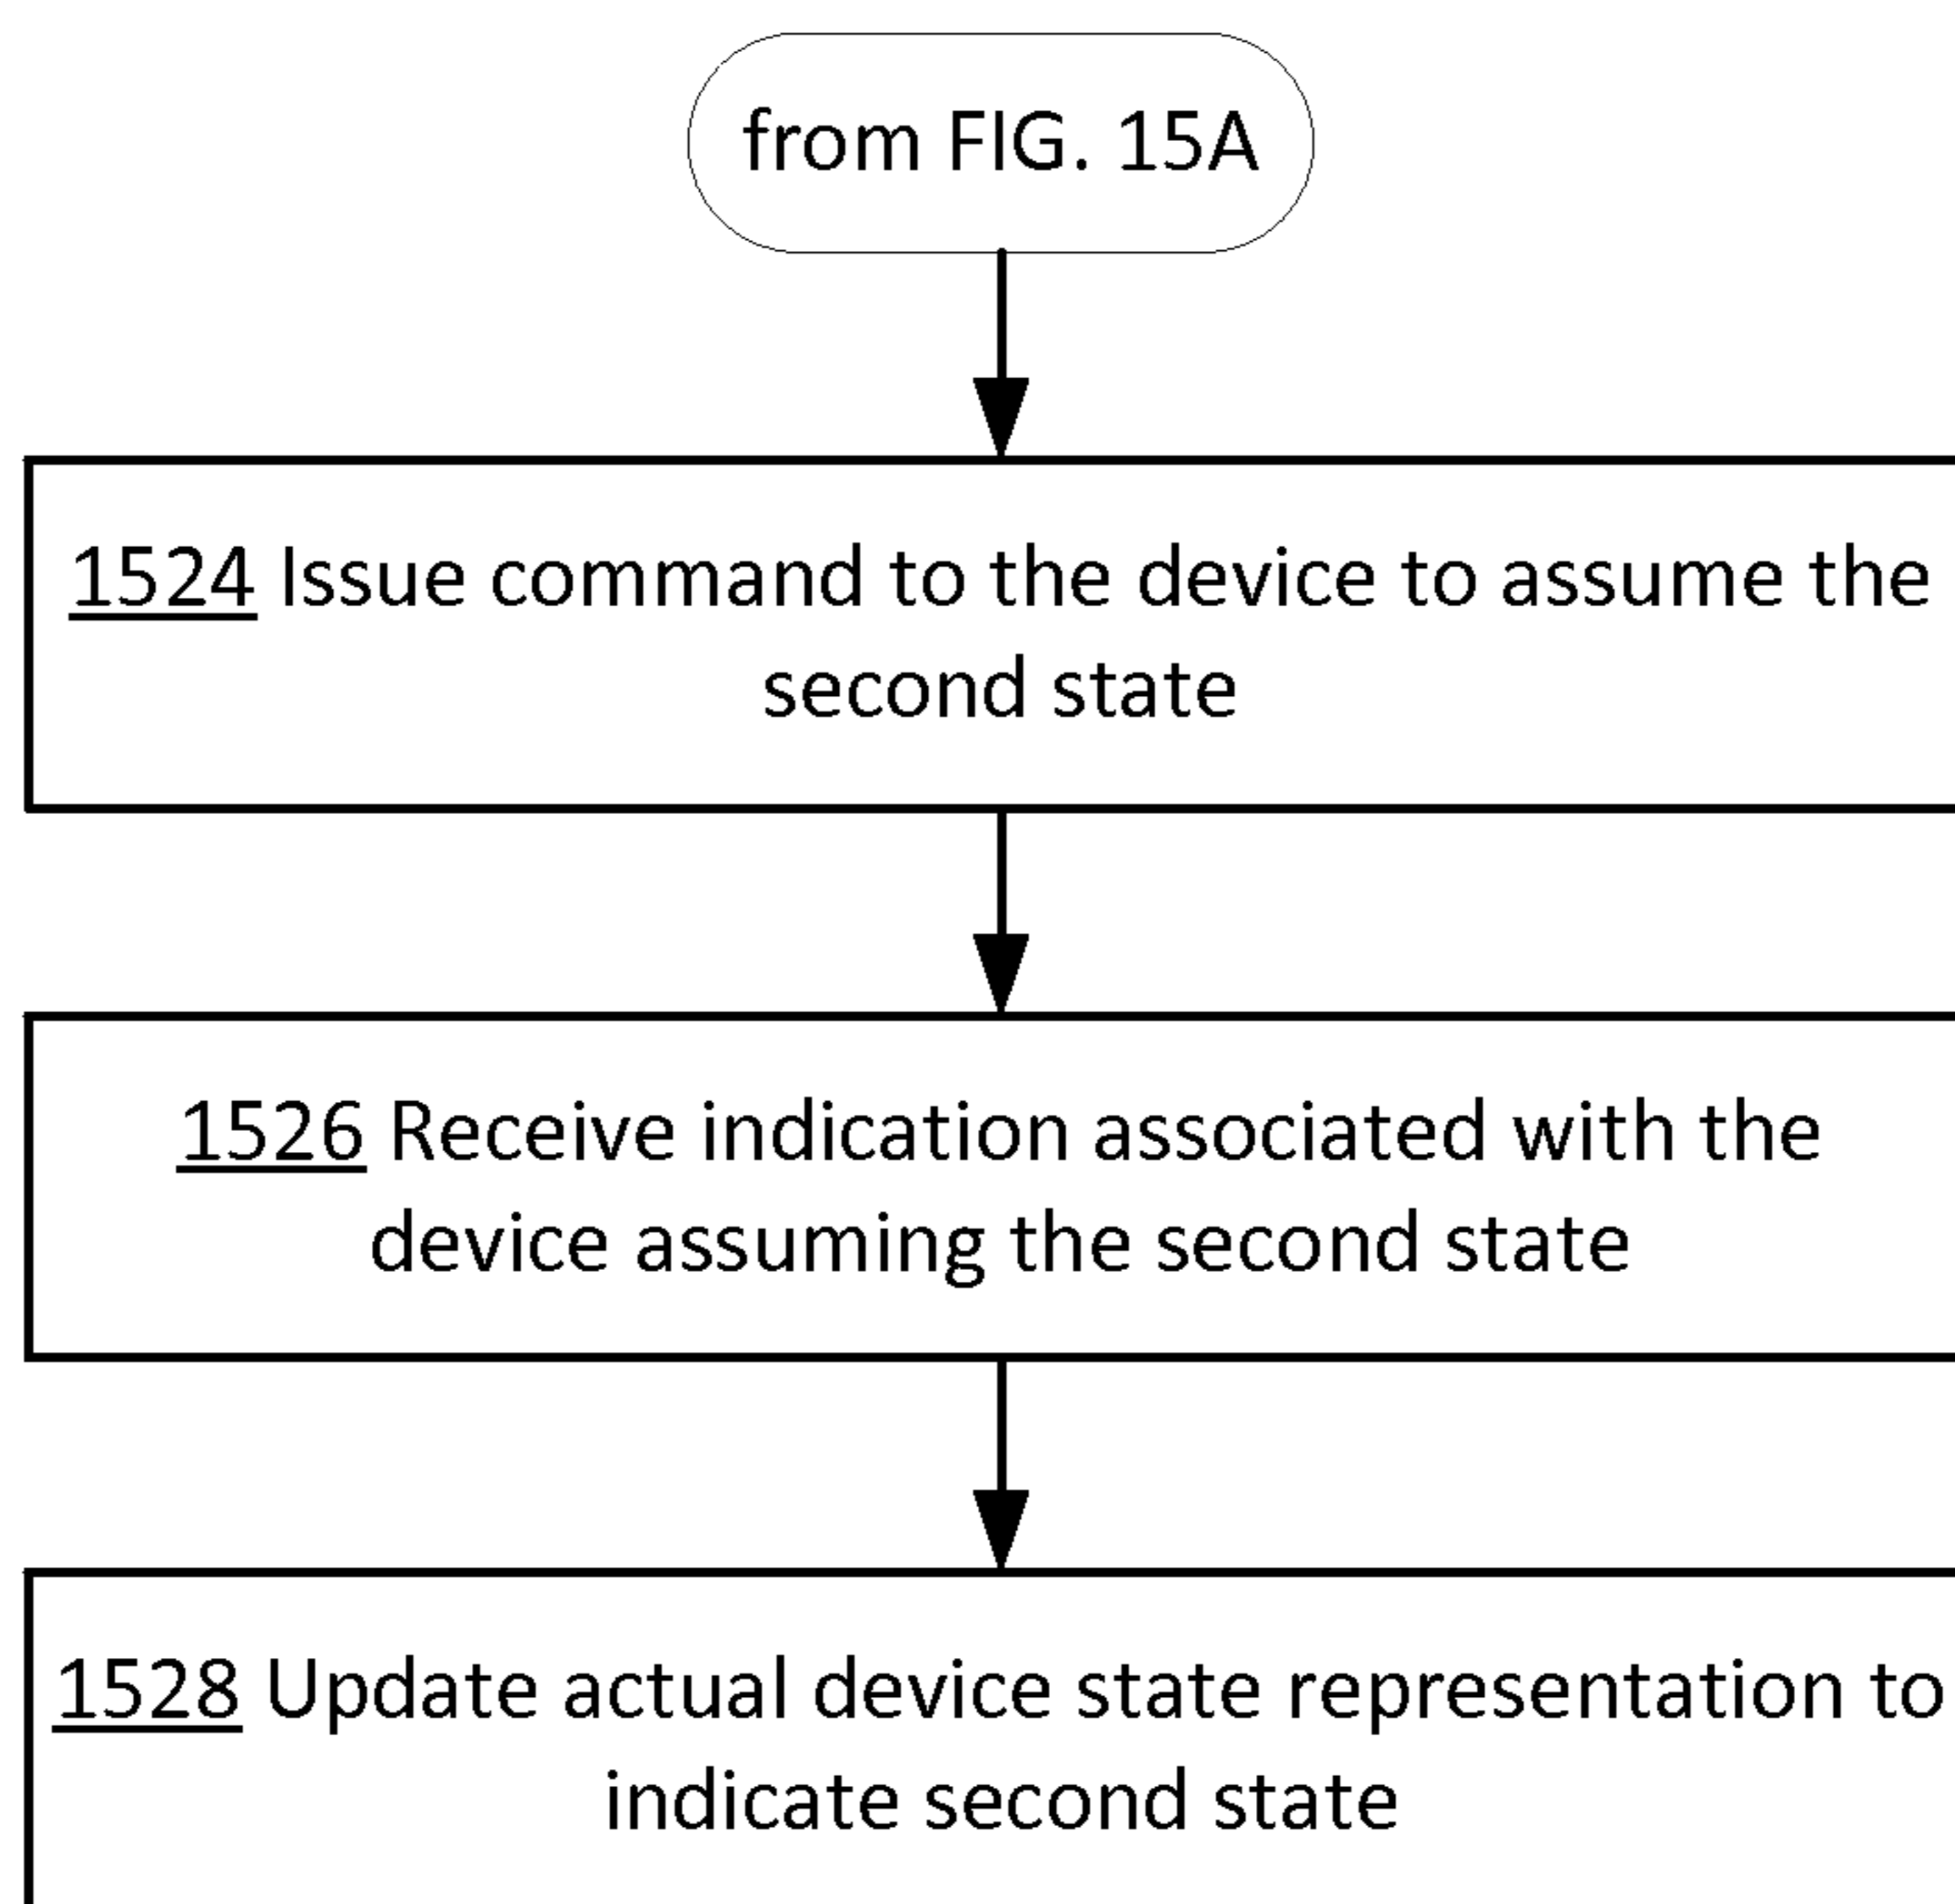 from FIG. 15A
1524 Issue command to the device to assume the
second state
1526 Receive indication associated with the
device assuming the second state
1528 Update actual device state representation to
indicate second state